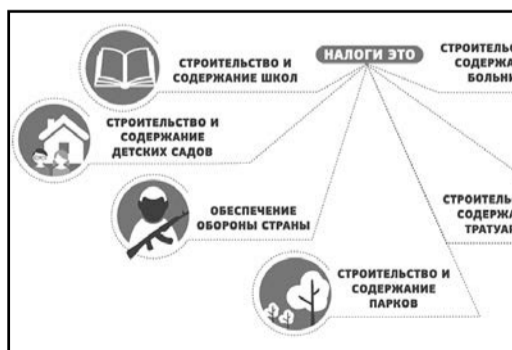 НАЛОГИ ЭТО
СТРОИТЕЛЬСТВО И
СОДЕРЖАНИЕ ШКОЛ
СТРОИТЕЛЬСТВО И
СОДЕРЖАНИЕ
ДЕТСКИХ САДОВ
ОБЕСПЕЧЕНИЕ
ОБОРОНЫ СТРАНЫ
СТРОИТЕЛЬСТВО И
СОДЕРЖАНИЕ
ПАРКОВ